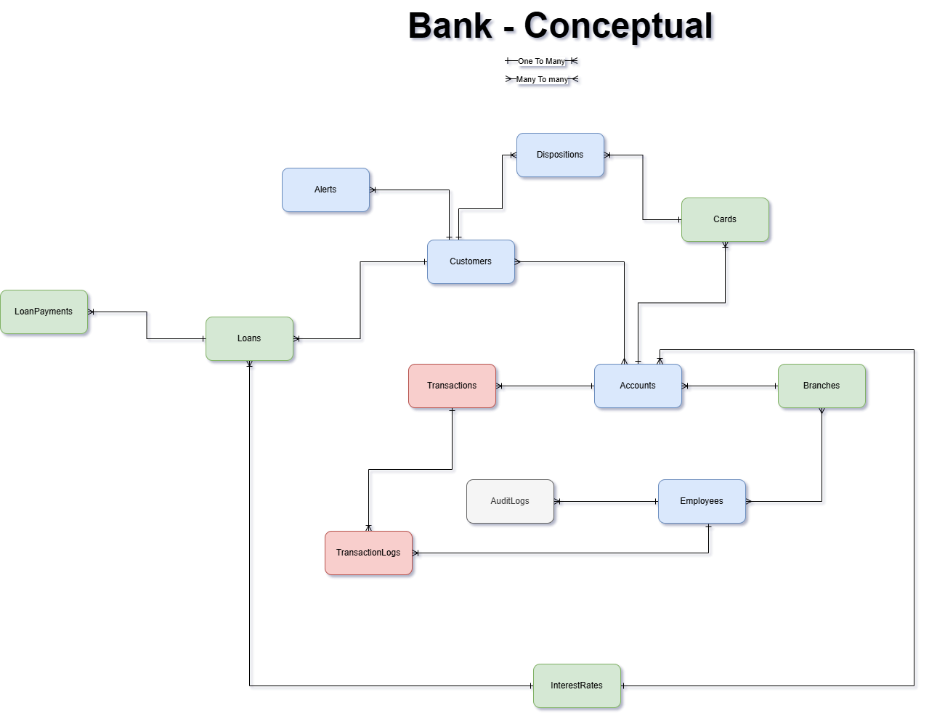 Bank - Conceptual
One To Many
Many To many
Dispositions
Alerts
Cards
Customers
LoanPayments
Loans
Transactions
Accounts
Branches
AuditLogs
Employees
TransactionLogs
InterestRates